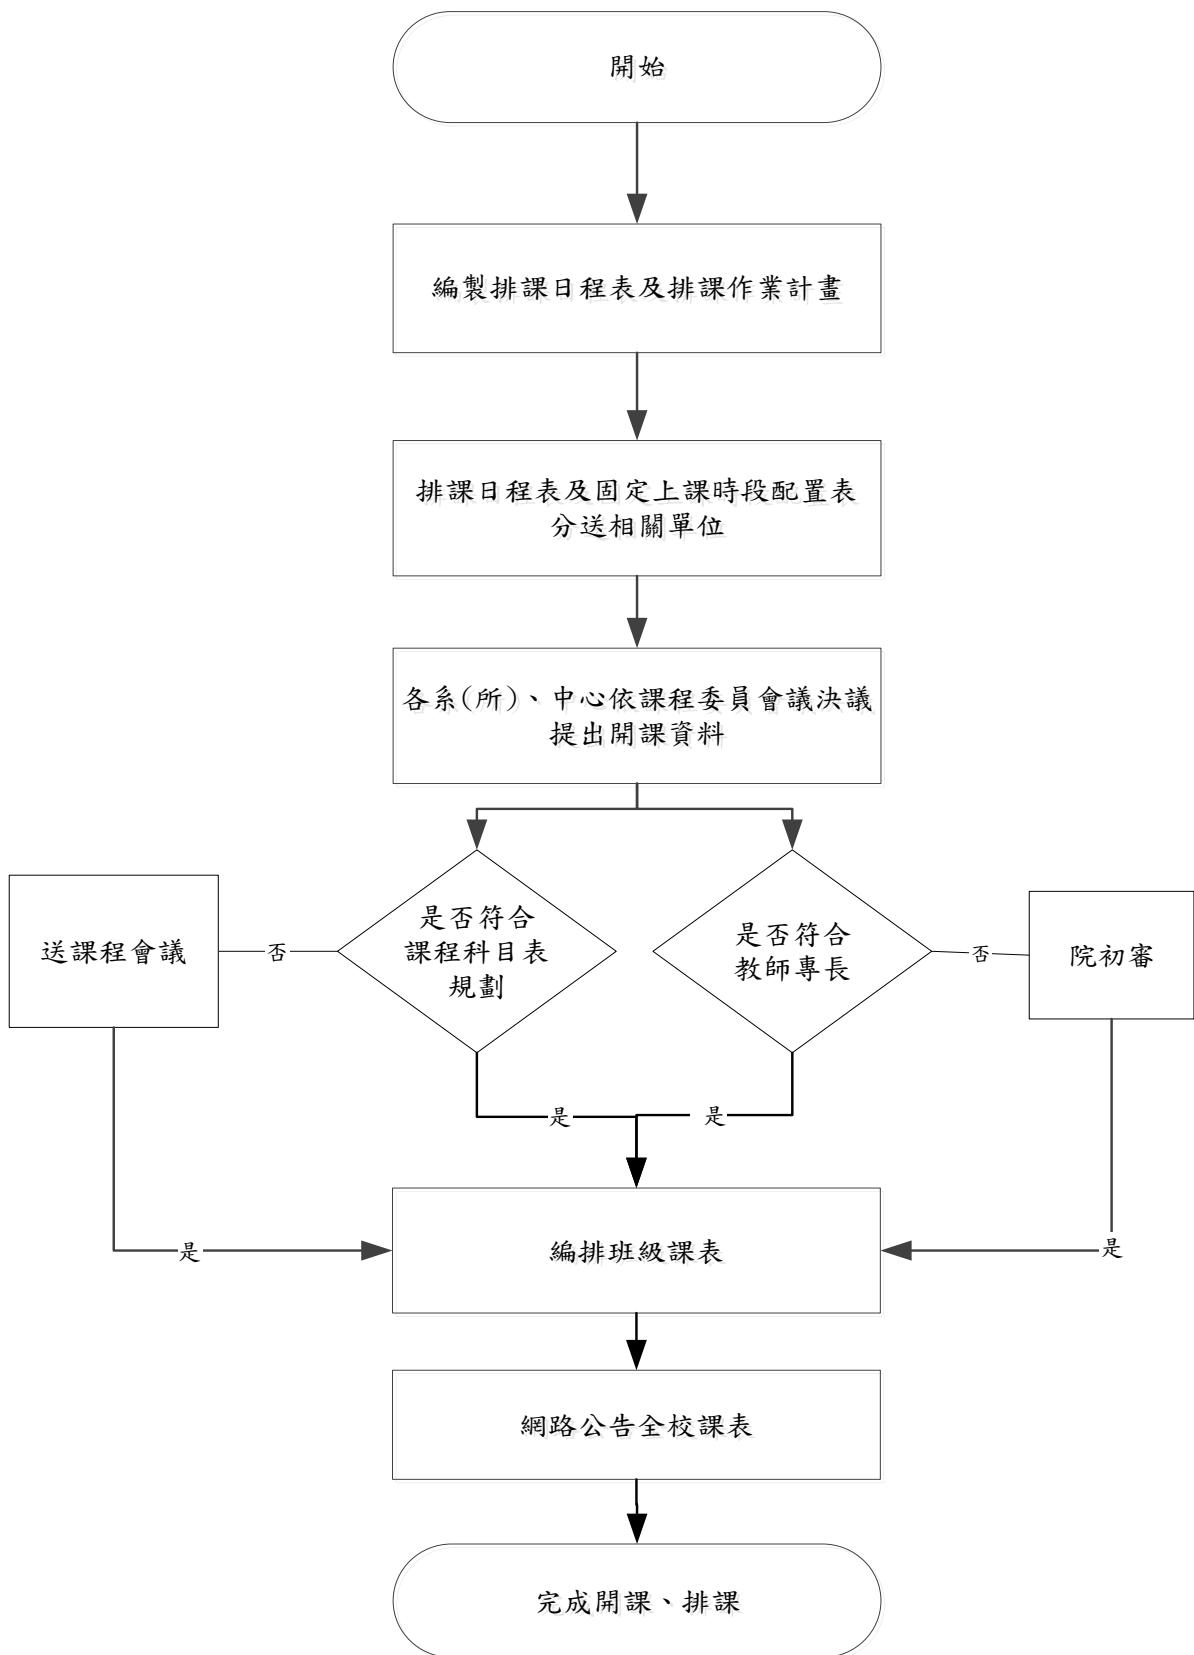 開始
編製排課日程表及排課作業計畫
排課日程表及固定上課時段配置表
分送相關單位
各系(所)、中心依課程委員會議決議
提出開課資料
送課程會議
否
是否符合
課程科目表
規劃
是否符合
教師專長
否
院初審
是
是
是
編排班級課表
是
網路公告全校課表
完成開課、排課